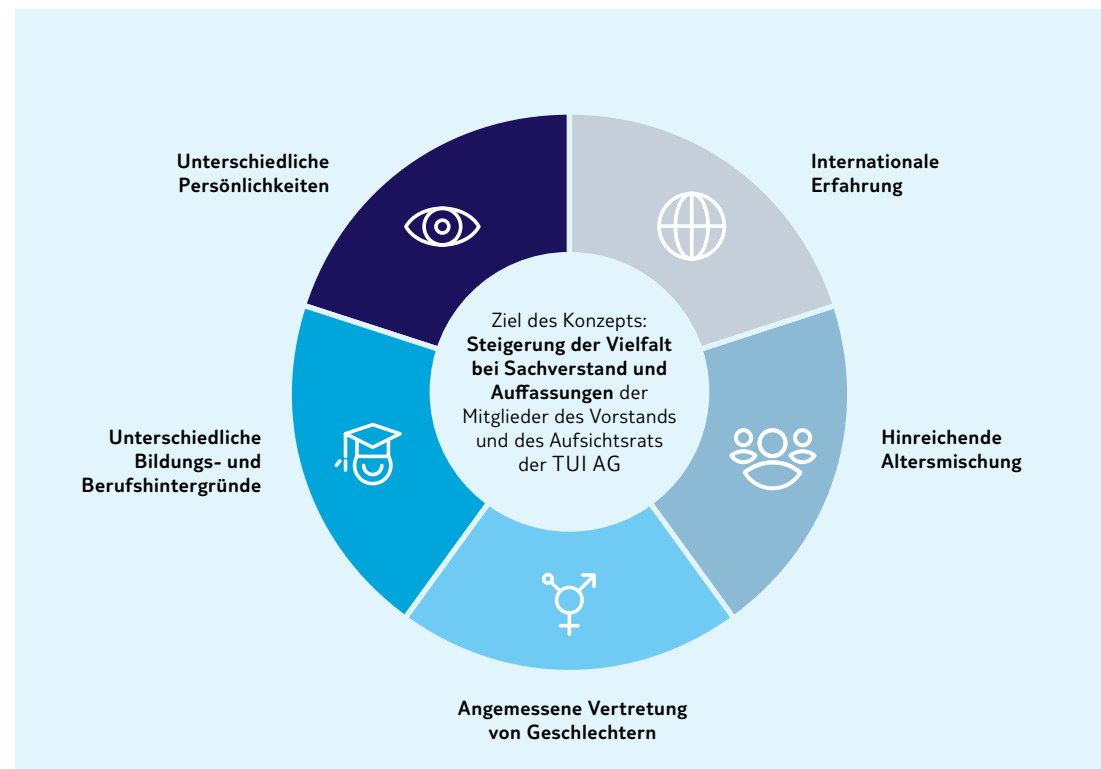 Unterschiedliche
Persönlichkeiten
Internationale
Erfahrung
Ziel des Konzepts:
Steigerung der Vielfalt
bei Sachverstand und
Auffassungen der
Mitglieder des Vorstands
und des Aufsichtsrats
der TUI AG
Unterschiedliche
Bildungs- und
Berufshintergründe
Hinreichende
Altersmischung
Angemessene Vertretung
von Geschlechtern